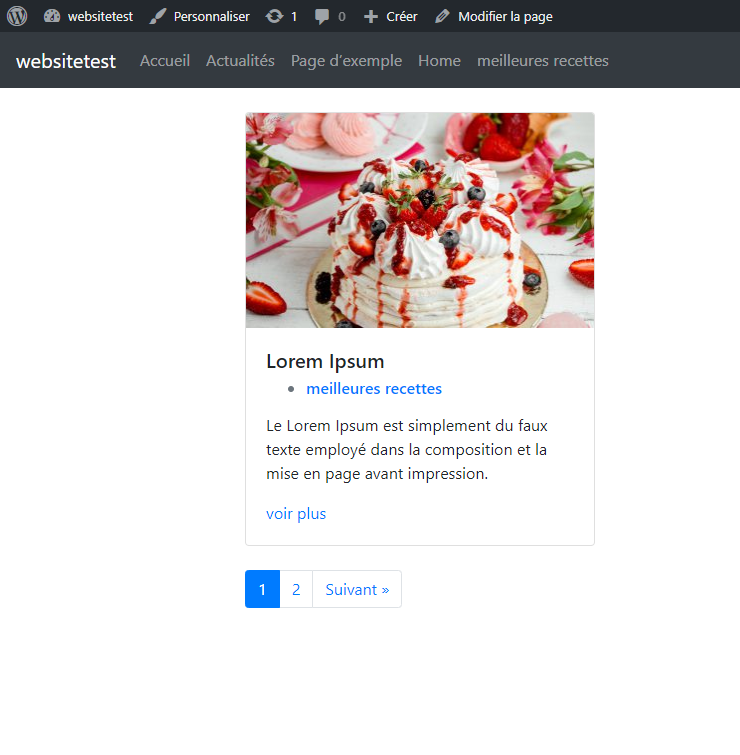 websitetest Personnaliser 1 0 Créer Modifier la page
websitetest Accueil Actualités Page d’exemple Home meilleures recettes
Lorem Ipsum
meilleures recettes
Le Lorem Ipsum est simplement du faux
texte employé dans la composition et la
mise en page avant impression.
voir plus
1 2 Suivant »